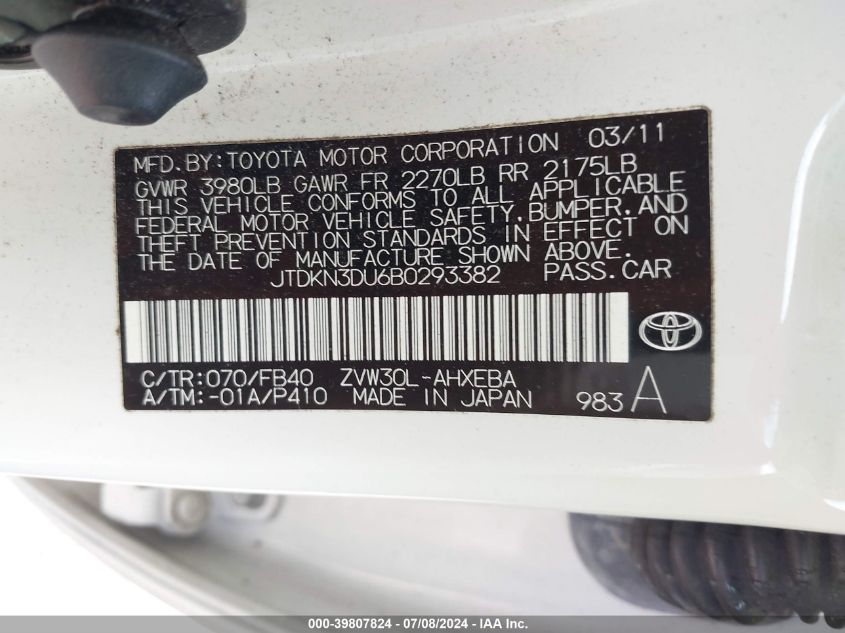 MFD.BY:TOYOTA MOTOR CORPORATION 03/11
GVWR 3980LB GAWR FR 2270LB RR 2175LB
THIS VEHICLE CONFORMS TO ALL APPLICABLE
FEDERAL MOTOR VEHICLE SAFETY,BUMPER,AND
THEFT PREVENTION STANDARDS IN EFFECT ON
THE DATE OF MANUFACTURE SHOWN ABOVE.
JTDKN3DU6B0293382 PASS.CAR
C/TR:070/FB40 ZVW30L-AHXEBA
A/TM:-01A/P410 MADE IN JAPAN 983 A
000-39807824 - 07/08/2024 - IAA Inc.